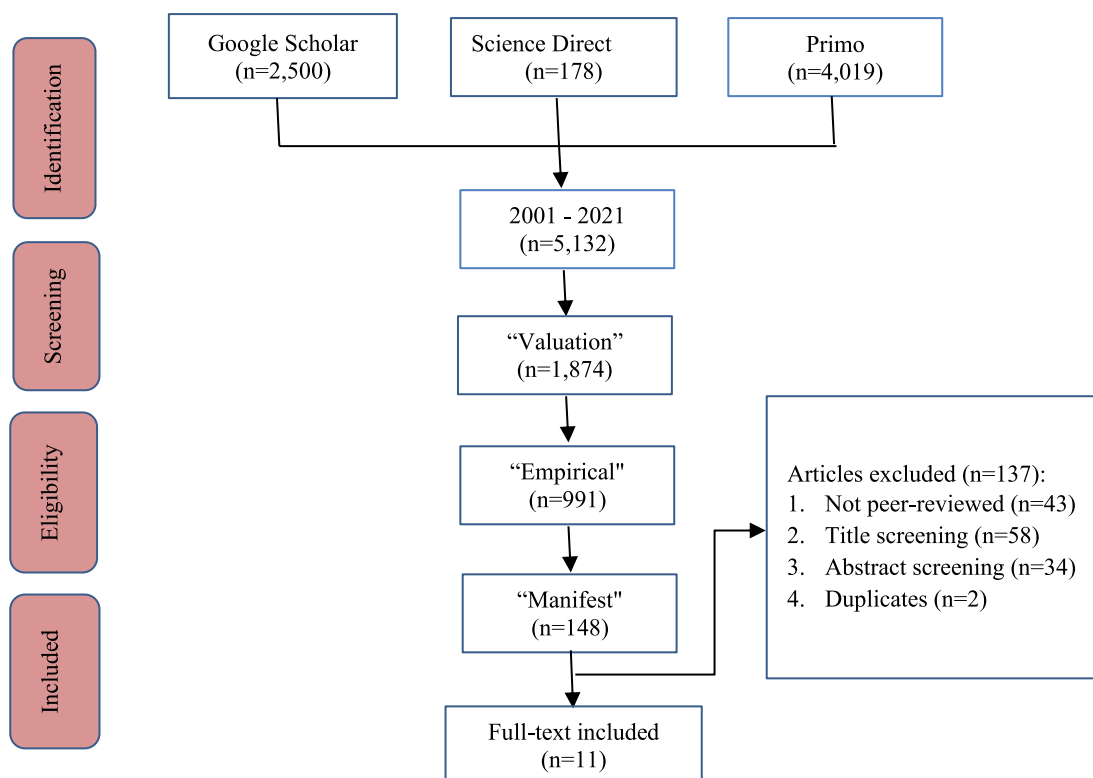 Identification
Google Scholar
(n=2,500)
Science Direct
(n=178)
Primo
(n=4,019)
2001 - 2021
(n=5,132)
Screening
“Valuation”
(n=1,874)
Eligibility
“Empirical"
(n=991)
Articles excluded (n=137):
1. Not peer-reviewed (n=43)
2. Title screening (n=58)
3. Abstract screening (n=34)
4. Duplicates (n=2)
Included
“Manifest"
(n=148)
Full-text included
(n=11)